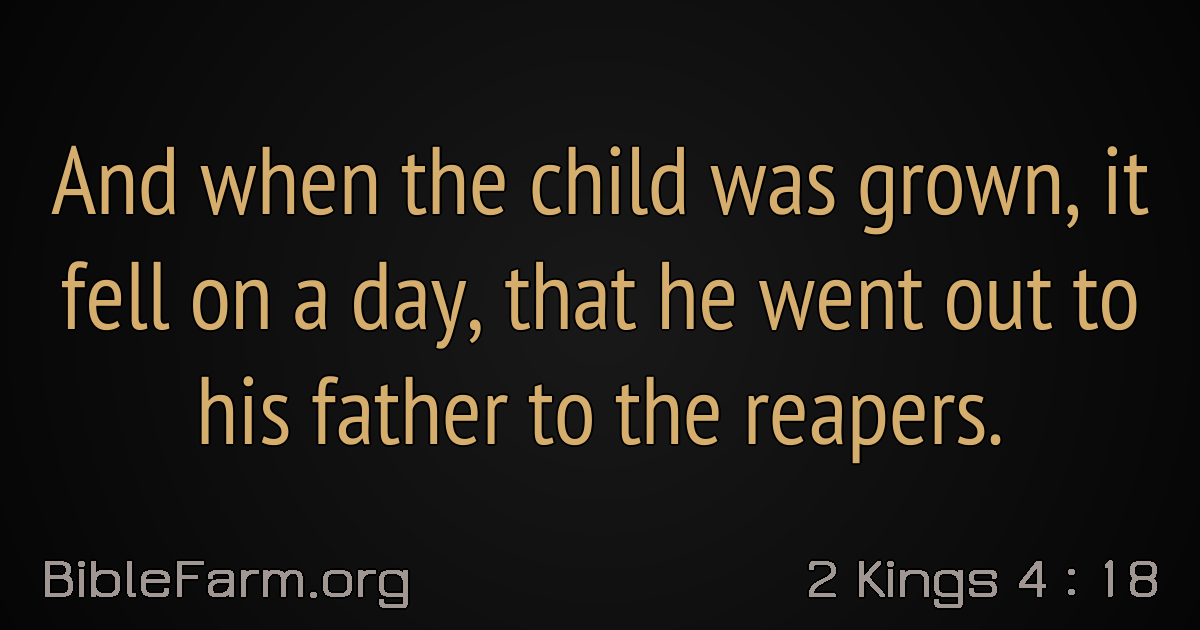 And when the child was grown, it
fell on a day, that he went out to
his father to the reapers.
BibleFarm.org
2 Kings 4 : 18